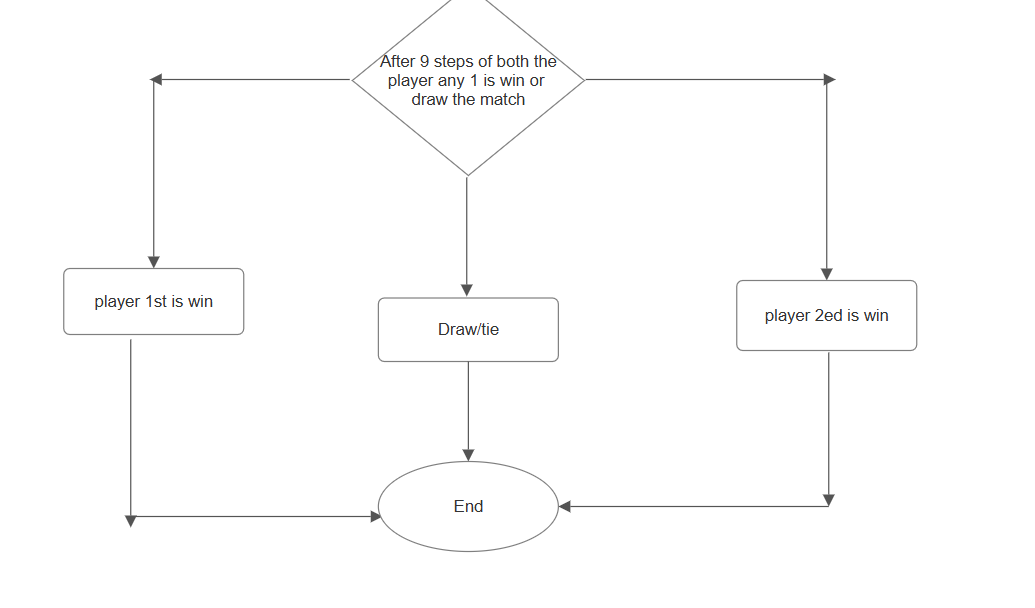 After 9 steps of both the
player any 1 is win or
draw the match
player 1st is win
Draw/tie
player 2ed is win
End